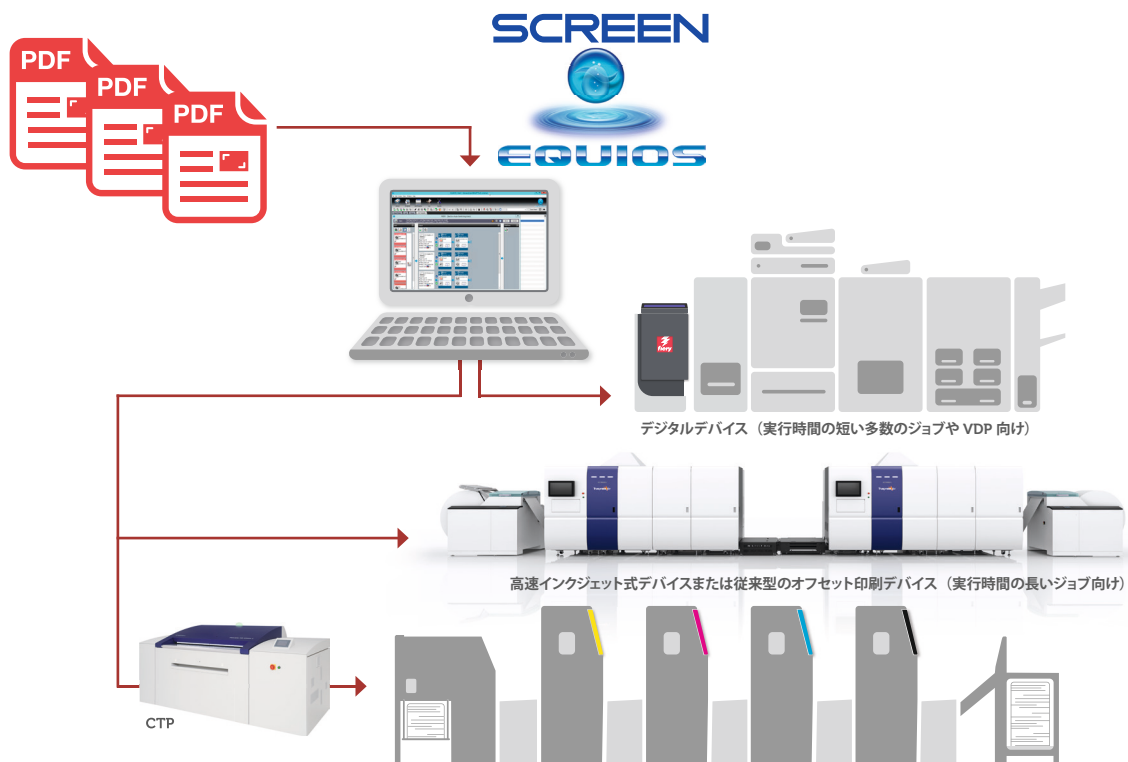 SCREEN
EQUIOS
PDF
PDF
PDF
fiery
デジタルデバイス（実行時間の短い多数のジョブや VDP 向け）
高速インクジェット式デバイスまたは従来型のオフセット印刷デバイス（実行時間の長いジョブ向け）
CTP